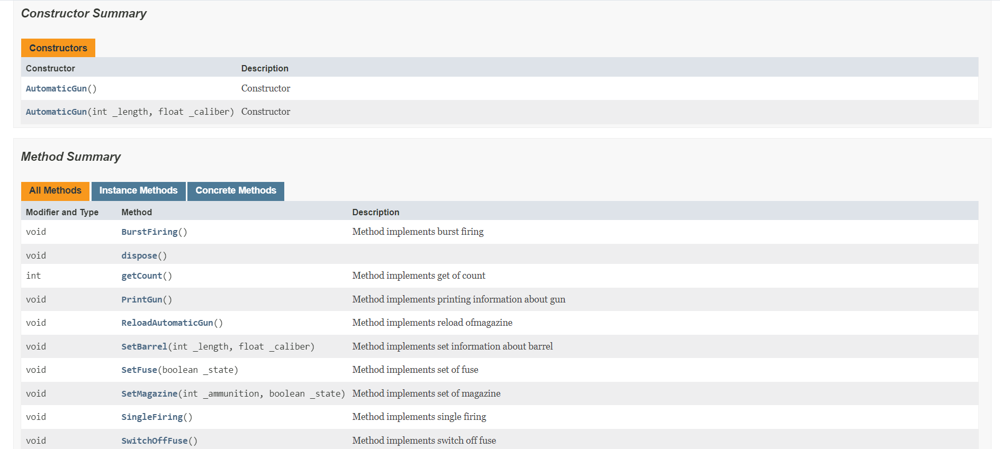 Constructor Summary
Constructors
Constructor Description
AutomaticGun() Constructor
AutomaticGun(int _length, float _caliber) Constructor
Method Summary
All Methods Instance Methods Concrete Methods
Modifier and Type Method Description
void BurstFiring() Method implements burst firing
void dispose()
int getCount() Method implements get of count
void PrintGun() Method implements printing information about gun
void ReloadAutomaticGun() Method implements reload ofmagazine
void SetBarrel(int _length, float _caliber) Method implements set information about barrel
void SetFuse(boolean _state) Method implements set of fuse
void SetMagazine(int _ammunition, boolean _state) Method implements set of magazine
void SingleFiring() Method implements single firing
void SwitchOffFuse() Method implements switch off fuse